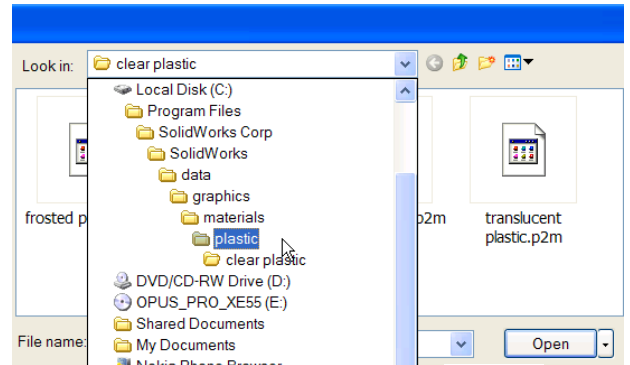 Look in: clear plastic
Local Disk (C:)
Program Files
SolidWorks Corp
SolidWorks
data
graphics
materials
plastic
clear plastic
DVD/CD-RW Drive (D:)
OPUS_PRO_XE55 (E:)
Shared Documents
My Documents
frosted p
p2m
translucent
plastic.p2m
File name:
Open